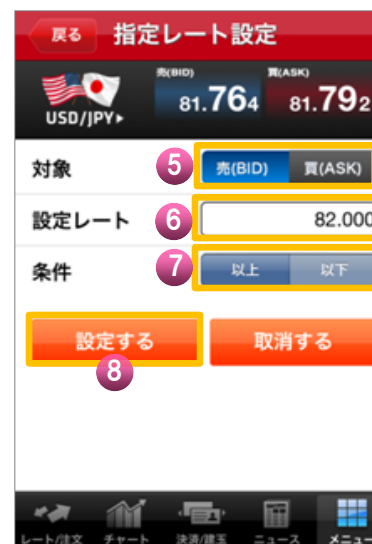 戻る 指定レート設定
売(BID) 買(ASK)
USD/JPY 81.764 81.792
対象 5 売(BID) 買(ASK)
設定レート 6 82.000
条件 7 以上 以下
設定する 取消する
8
レート/注文 チャート 決済/建玉 ニュース メニュー